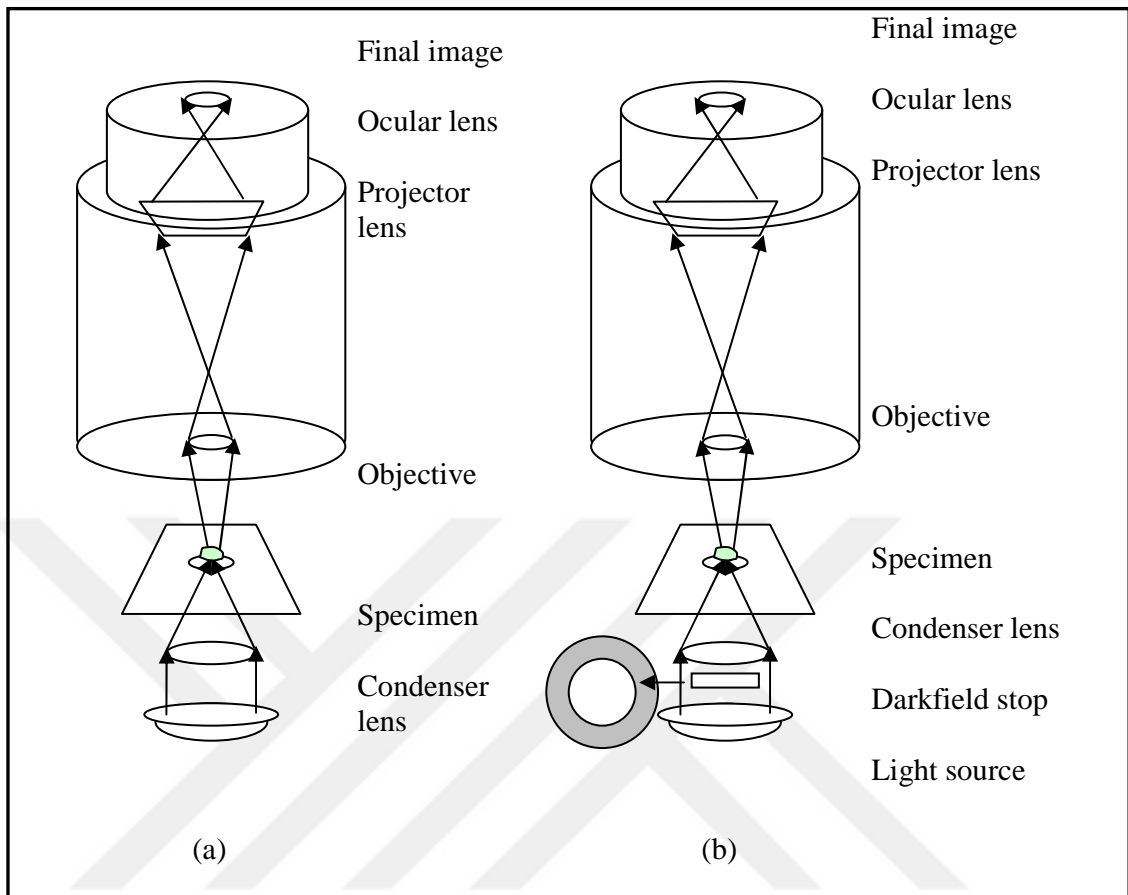 Final image
Ocular lens
Projector
lens
Objective
Specimen
Condenser
lens
(a)
Final image
Ocular lens
Projector lens
Objective
Specimen
Condenser lens
Darkfield stop
Light source
(b)